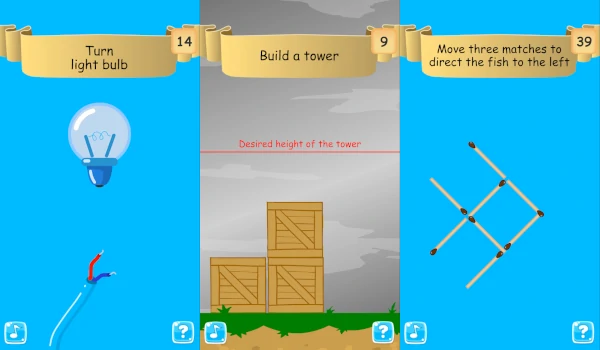 Turn
light bulb
14
Build a tower
9
Desired height of the tower
Move three matches to
direct the fish to the left
39
?
?
?